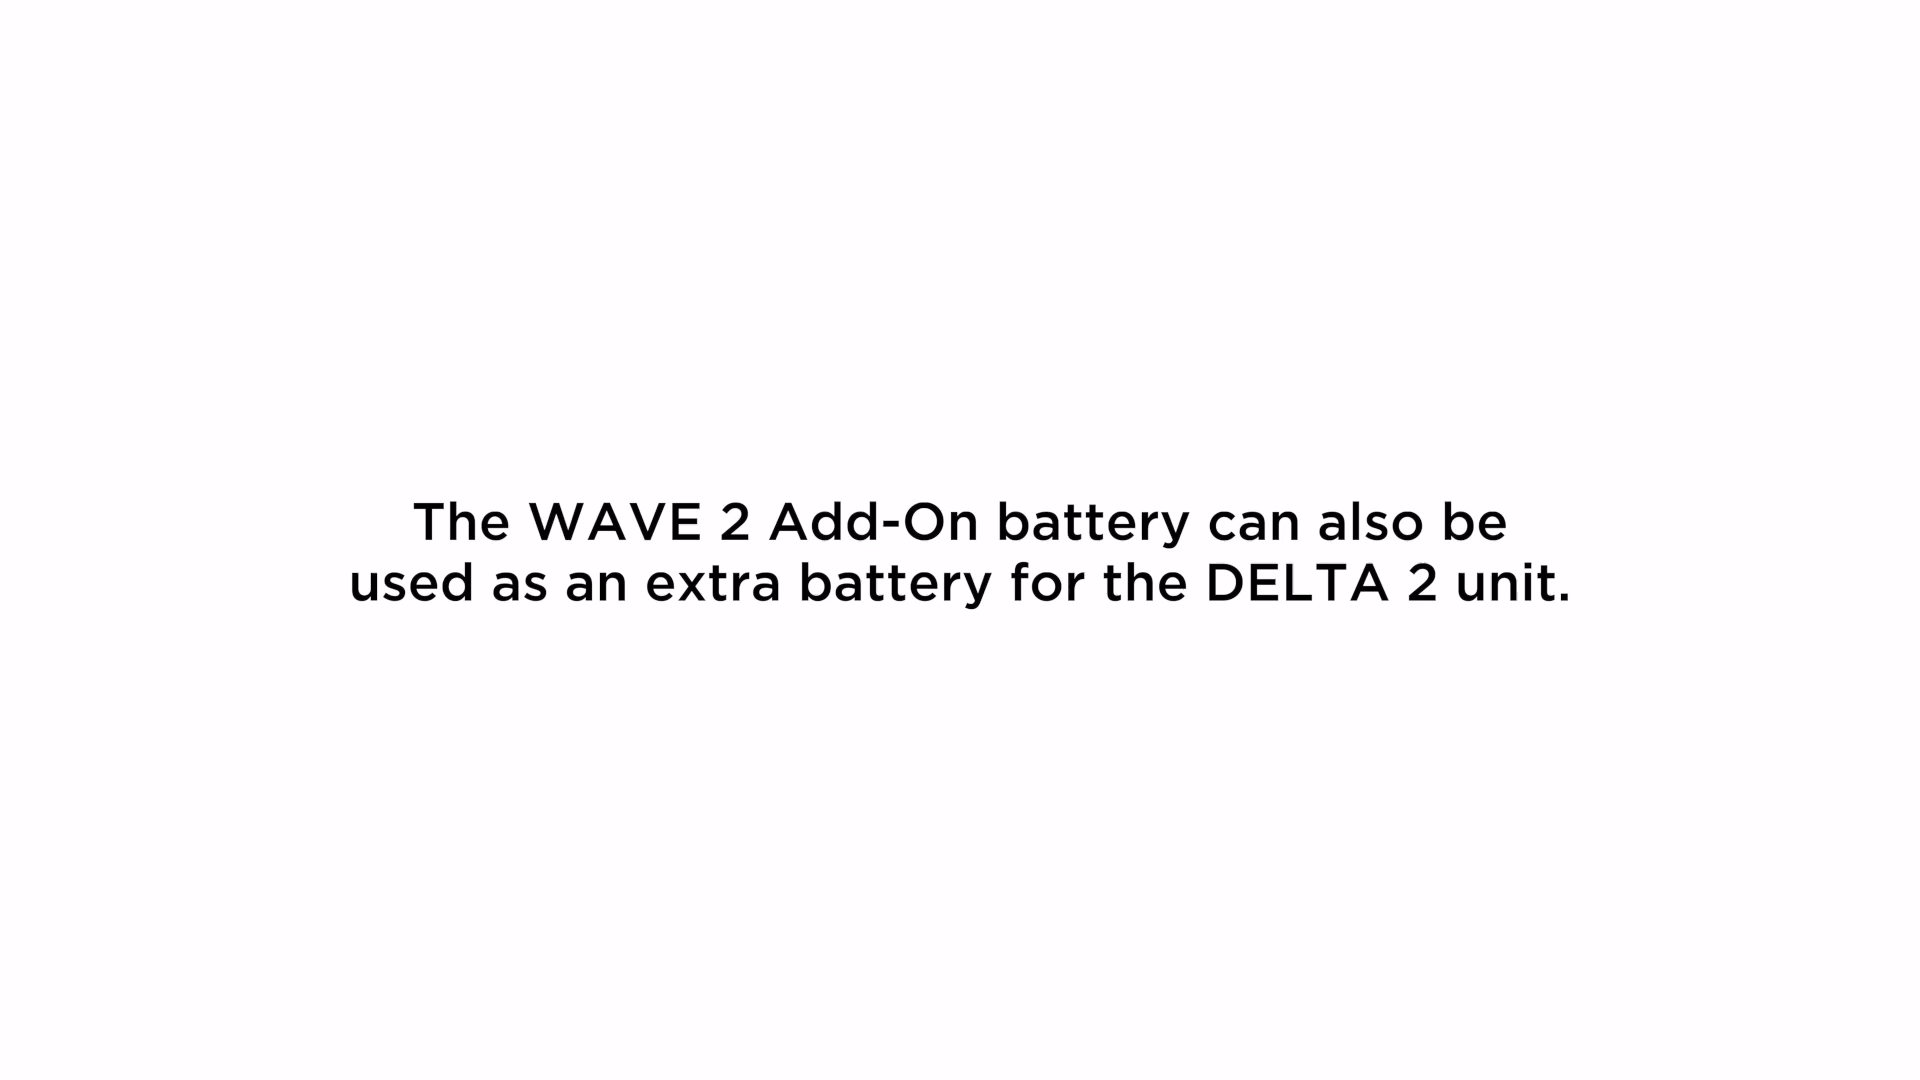 The WAVE 2 Add-On battery can also be
used as an extra battery for the DELTA 2 unit.